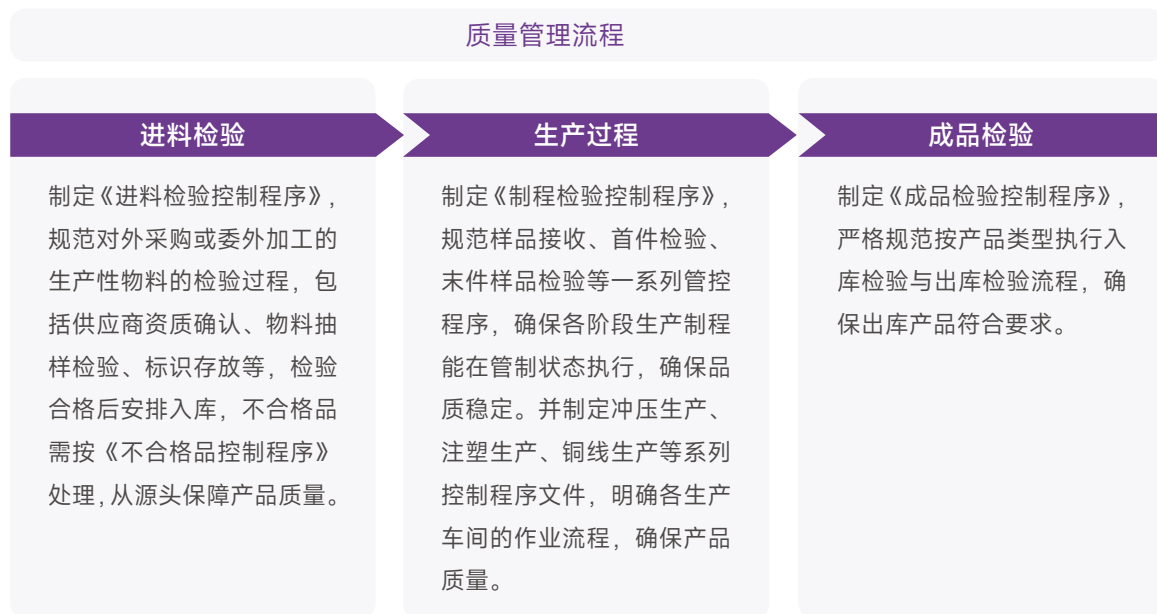 质量管理流程
进料检验
制定《进料检验控制程序》,
规范对外采购或委外加工的
生产性物料的检验过程，包
括供应商资质确认、物料抽
样检验、标识存放等，检验
合格后安排入库，不合格品
需按《不合格品控制程序》
处理,从源头保障产品质量。
生产过程
制定《制程检验控制程序》,
规范样品接收、首件检验、
末件样品检验等一系列管控
程序，确保各阶段生产制程
能在管制状态执行，确保品
质稳定。并制定冲压生产、
注塑生产、铜线生产等系列
控制程序文件，明确各生产
车间的作业流程，确保产品
质量。
成品检验
制定《成品检验控制程序》,
严格规范按产品类型执行入
库检验与出库检验流程，确
保出库产品符合要求。